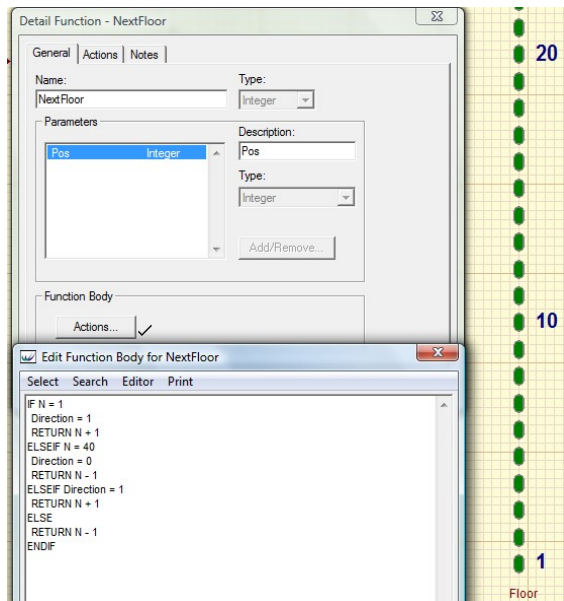 Detail Function - NextFloor
General Actions Notes
Name:
Type:
NextFloor
Integer
Parameters
Description:
Pos Integer
Pos
Type:
Integer
Add/Remove...
Function Body
Actions...
Edit Function Body for NextFloor
Select Search Editor Print
IF N = 1
Direction = 1
RETURN N + 1
ELSEIF N = 40
Direction = 0
RETURN N - 1
ELSEIF Direction = 1
RETURN N + 1
ELSE
RETURN N - 1
ENDIF
20
10
1
Floor